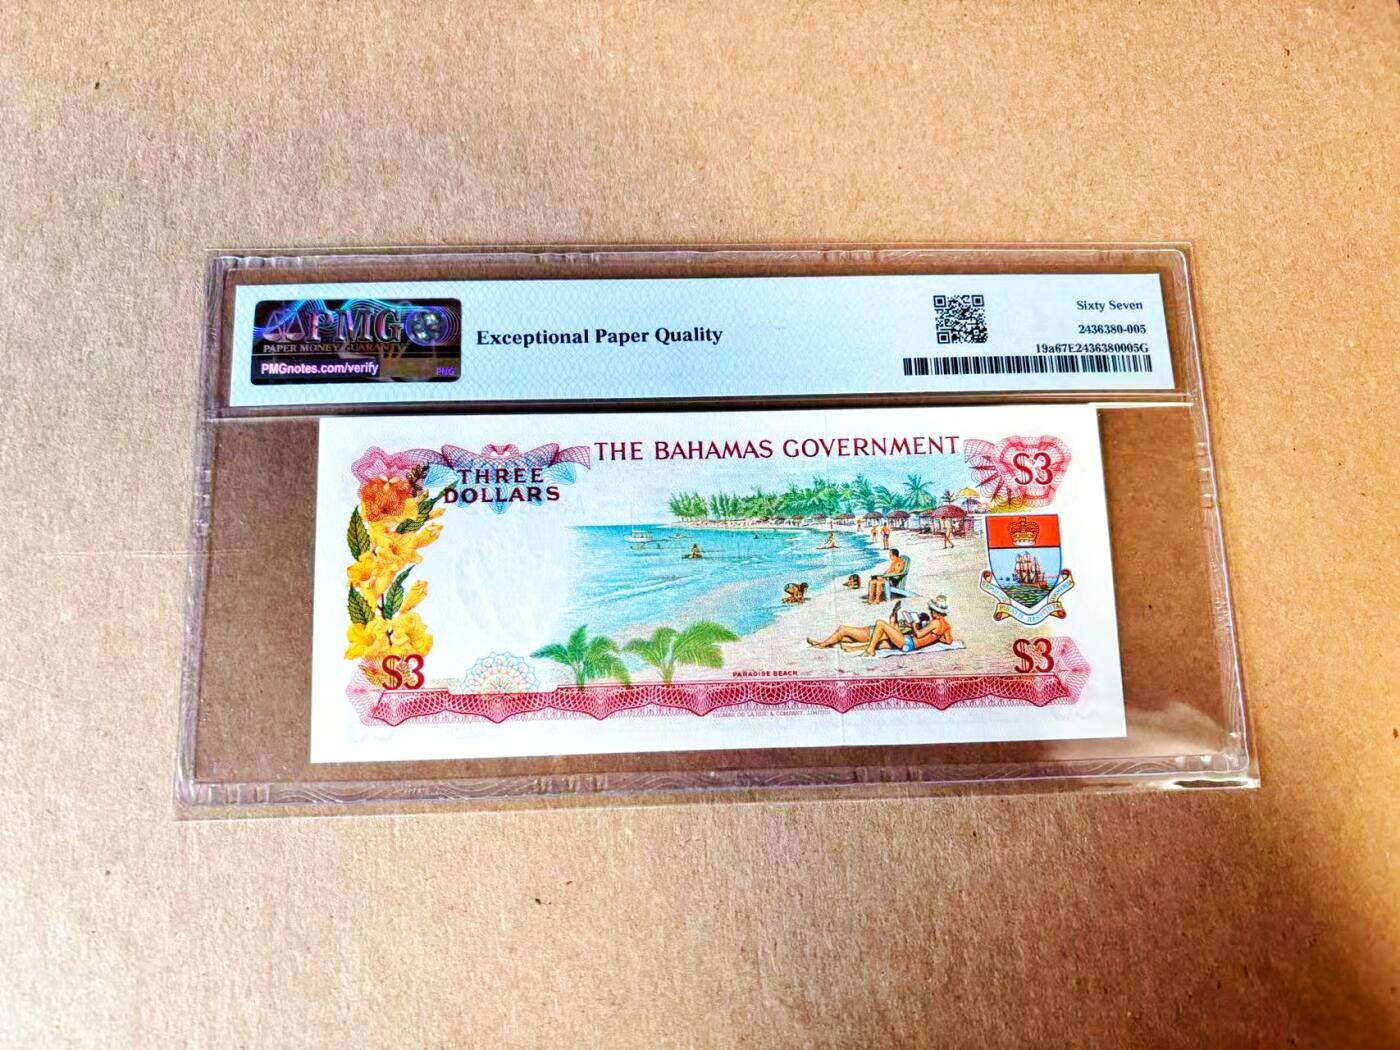 PMG
PAPER MONEY GUARANTY
PMGnotes.com/verify
PNG
Exceptional Paper Quality
Sixty Seven
2436380-005
19a67E2436380005G
THE BAHAMAS GOVERNMENT
THREE
DOLLARS
$3
$3
$3
PARADISE BEACH
THOMAS DE LA RUE & COMPANY, LIMITED